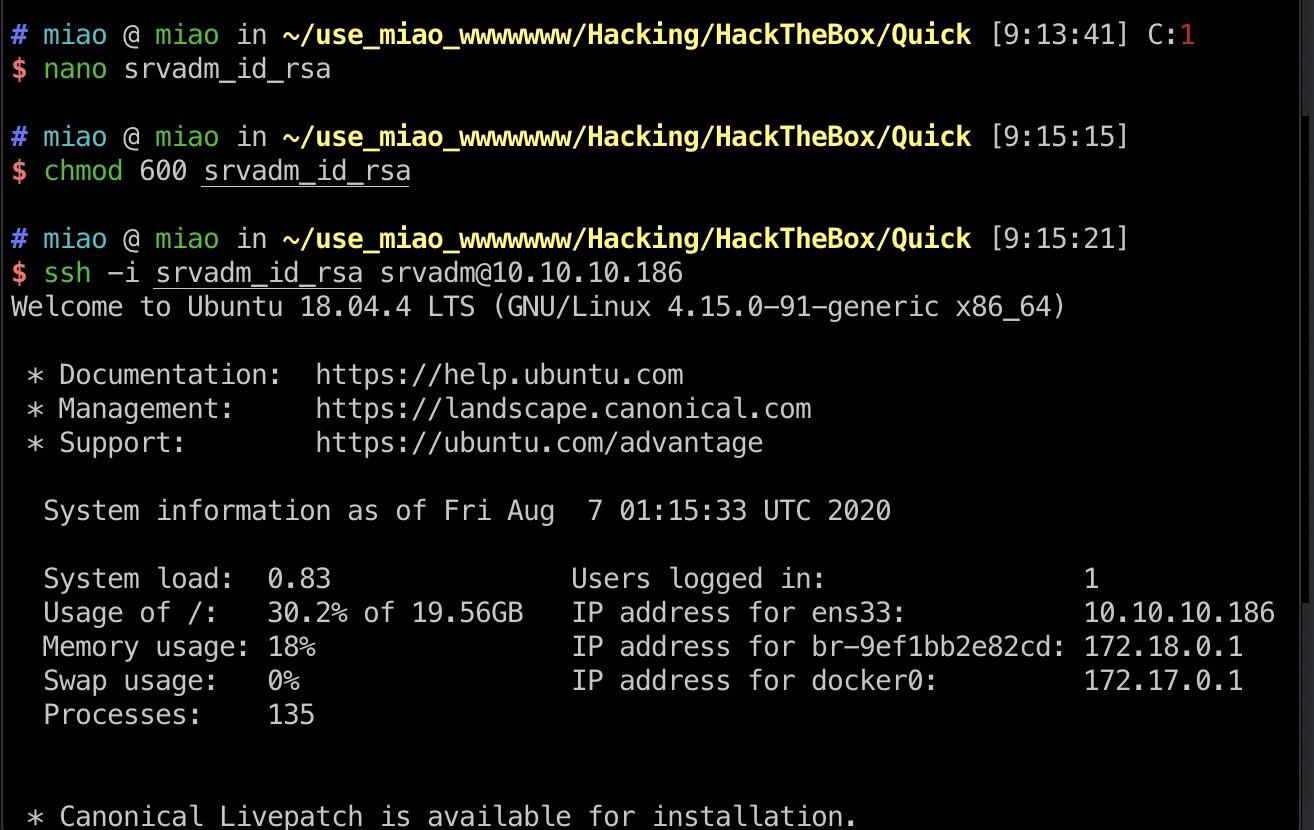 # miao @ miao in ~/use_miao_wwwwwww/Hacking/HackTheBox/Quick [9:13:41] C:1
$ nano srvadm_id_rsa
# miao @ miao in ~/use_miao_wwwwwww/Hacking/HackTheBox/Quick [9:15:15]
$ chmod 600 srvadm_id_rsa
# miao @ miao in ~/use_miao_wwwwwww/Hacking/HackTheBox/Quick [9:15:21]
$ ssh -i srvadm_id_rsa srvadm@10.10.10.186
Welcome to Ubuntu 18.04.4 LTS (GNU/Linux 4.15.0-91-generic x86_64)
* Documentation:  https://help.ubuntu.com
* Management:     https://landscape.canonical.com
* Support:        https://ubuntu.com/advantage
System information as of Fri Aug  7 01:15:33 UTC 2020
System load:  0.83               Users logged in:                1
Usage of /:   30.2% of 19.56GB   IP address for ens33:           10.10.10.186
Memory usage: 18%                IP address for br-9ef1bb2e82cd: 172.18.0.1
Swap usage:   0%                 IP address for docker0:         172.17.0.1
Processes:    135
* Canonical Livepatch is available for installation.